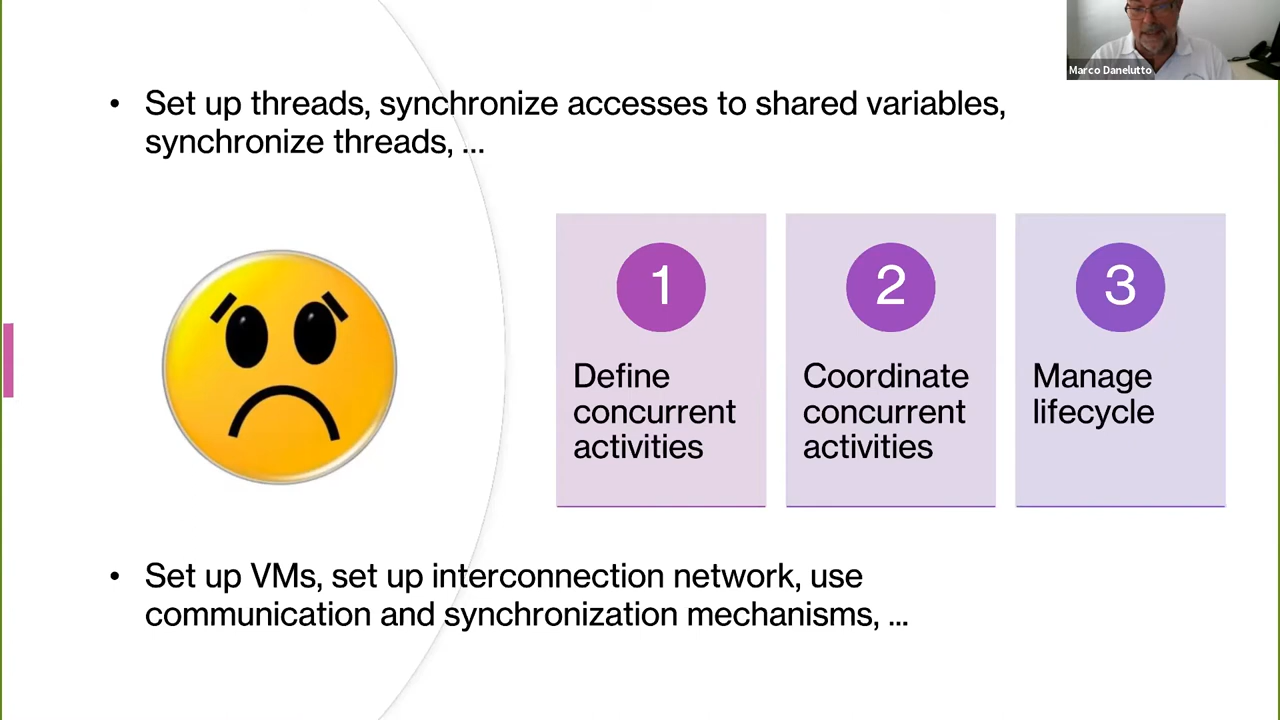 Marco Danelutto
• Set up threads, synchronize accesses to shared variables,
synchronize threads, ...
1
Define
concurrent
activities
2
Coordinate
concurrent
activities
3
Manage
lifecycle
• Set up VMs, set up interconnection network, use
communication and synchronization mechanisms, ...